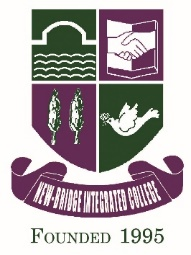 NEW-BRIDGE INTEGRATED COLLEGE
FOUNDED 1995